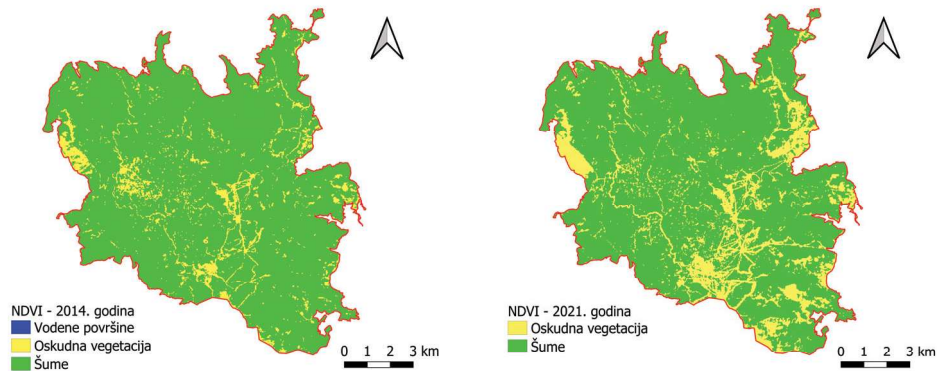 NDVI - 2014. godina
Vodene površine
Oskudna vegetacija
Šume
0 1 2 3 km
NDVI - 2021. godina
Oskudna vegetacija
Šume
0 1 2 3 km